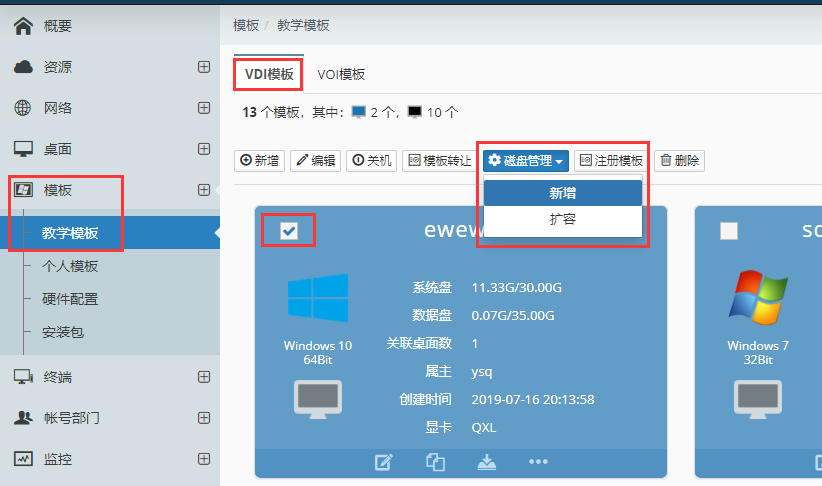 概要
资源
网络
桌面
模板
教学模板
个人模板
硬件配置
安装包
终端
帐号部门
监控
模板 / 教学模板
VDI模板 VOI模板
13 个模板，其中： 2 个， 10 个
新增 编辑 关机 模板转让 磁盘管理 注册模板 删除
新增
扩容
Windows 10
64Bit
系统盘 11.33G/30.00G
数据盘 0.07G/35.00G
关联桌面数 1
属主 ysq
创建时间 2019-07-16 20:13:58
显卡 QXL
Windows 7
32Bit